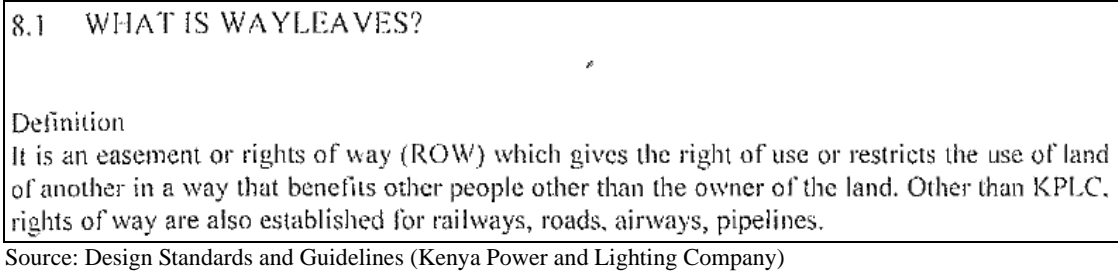 8.1 WHAT IS WAYLEAVES?
Definition
It is an easement or rights of way (ROW) which gives the right of use or restricts the use of land
of another in a way that benefits other people other than the owner of the land. Other than KPLC,
rights of way are also established for railways, roads, airways, pipelines.
Source: Design Standards and Guidelines (Kenya Power and Lighting Company)